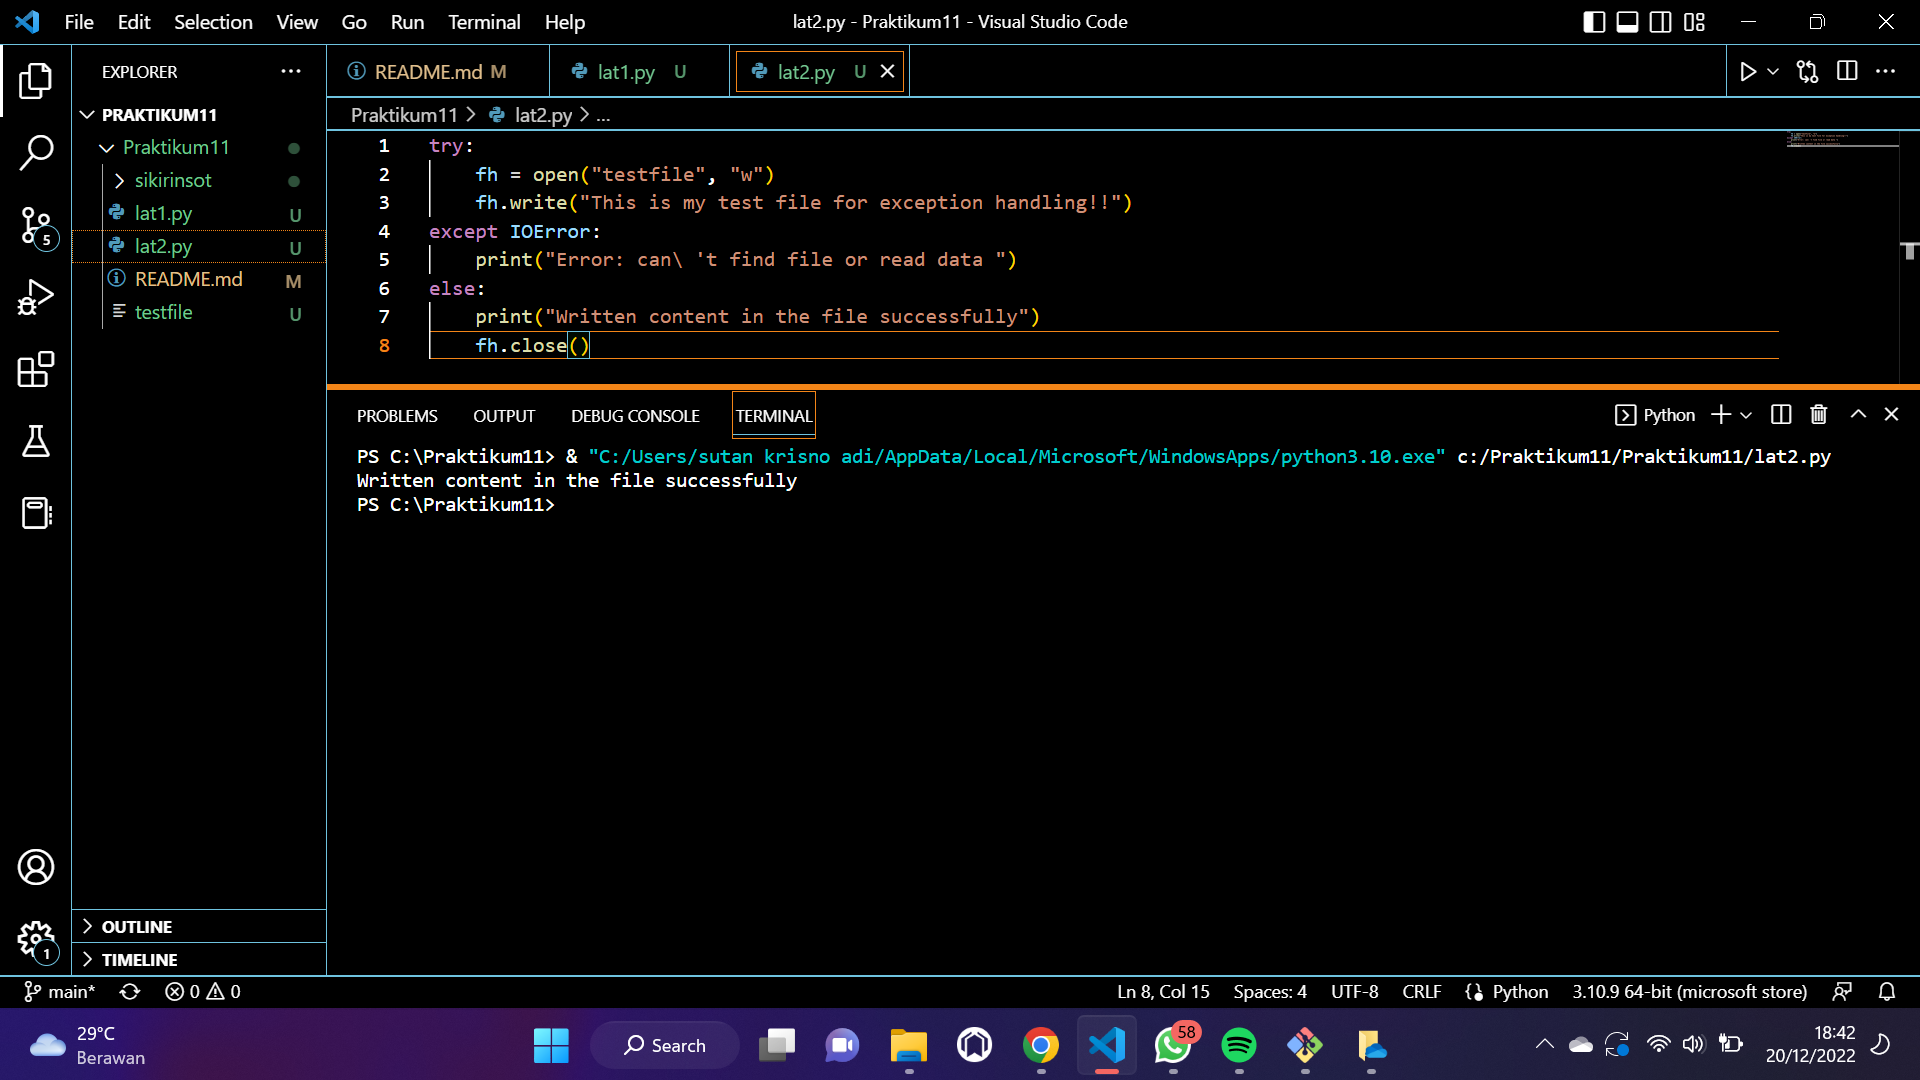 File Edit Selection View Go Run Terminal Help
lat2.py - Praktikum11 - Visual Studio Code
EXPLORER
PRAKTIKUM11
Praktikum11
sikirinsot
lat1.py U
lat2.py U
README.md M
testfile U
OUTLINE
TIMELINE
5
1
README.md M
lat1.py U
lat2.py U
Praktikum11 > lat2.py > ...
1 try:
2 fh = open("testfile", "w")
3 fh.write("This is my test file for exception handling!!")
4 except IOError:
5 print("Error: can\ 't find file or read data ")
6 else:
7 print("Written content in the file successfully")
8 fh.close()
PROBLEMS OUTPUT DEBUG CONSOLE TERMINAL
Python
PS C:\Praktikum11> & "C:/Users/sutan krisno adi/AppData/Local/Microsoft/WindowsApps/python3.10.exe" c:/Praktikum11/Praktikum11/lat2.py
Written content in the file successfully
PS C:\Praktikum11>
main* 0 0
Ln 8, Col 15 Spaces: 4 UTF-8 CRLF Python 3.10.9 64-bit (microsoft store)
29°C
Berawan
Search
58
18:42
20/12/2022